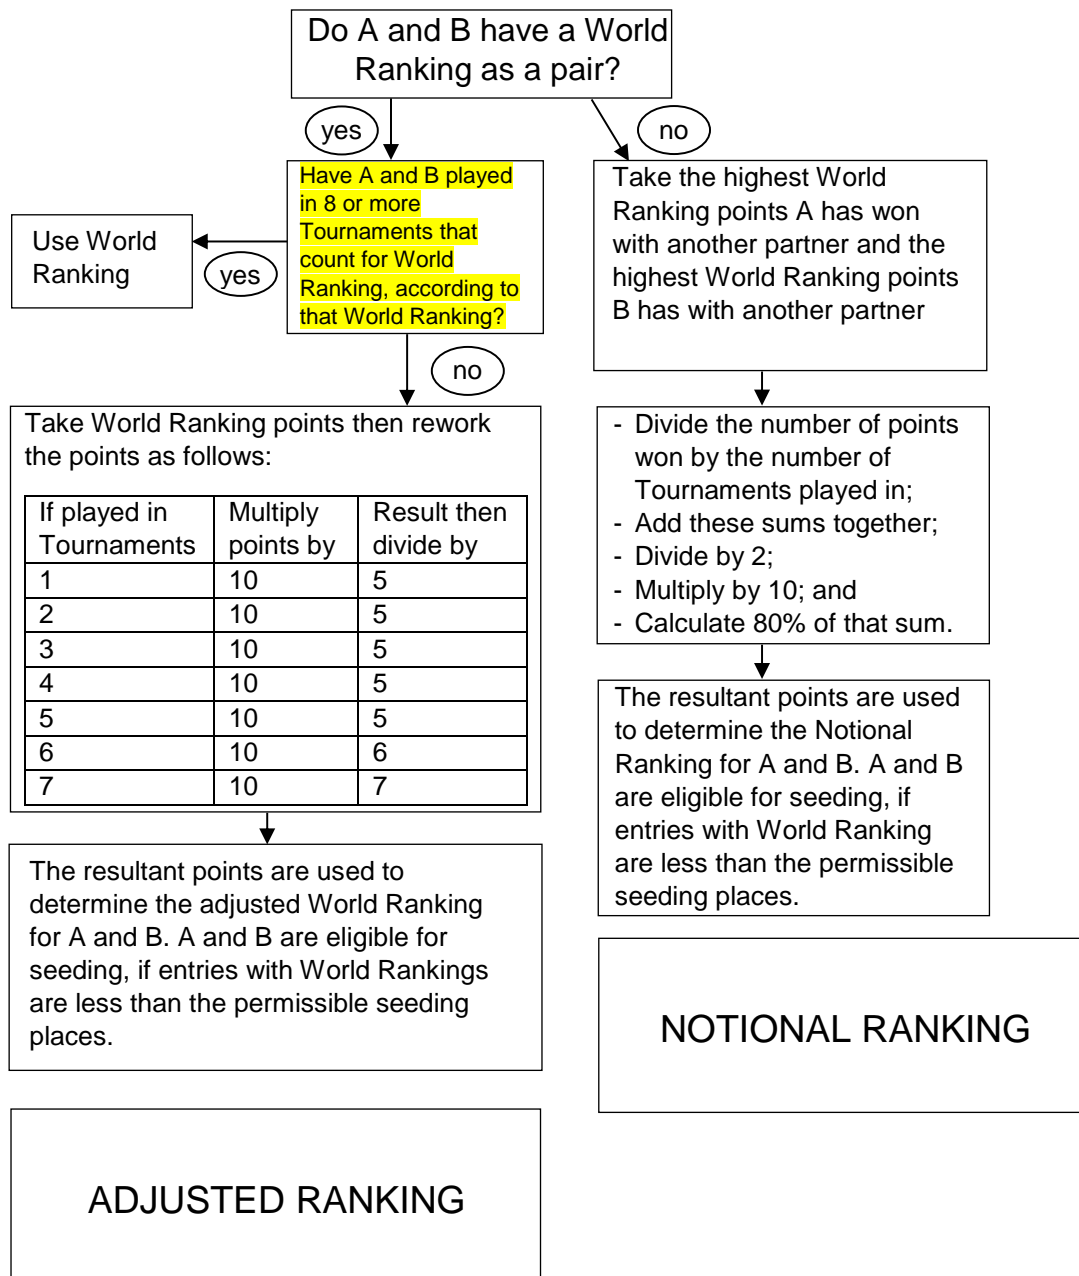 Do A and B have a World
Ranking as a pair?
yes
no
Have A and B played
in 8 or more
Tournaments that
count for World
Ranking, according to
that World Ranking?
Use World
Ranking
yes
no
Take the highest World
Ranking points A has won
with another partner and the
highest World Ranking points
B has with another partner
Take World Ranking points then rework
the points as follows:
If played in Tournaments | Multiply points by | Result then divide by
1 10 5
2 10 5
3 10 5
4 10 5
5 10 5
6 10 6
7 10 7
- Divide the number of points
won by the number of
Tournaments played in;
- Add these sums together;
- Divide by 2;
- Multiply by 10; and
- Calculate 80% of that sum.
The resultant points are used to
determine the adjusted World Ranking
for A and B. A and B are eligible for
seeding, if entries with World Rankings
are less than the permissible seeding
places.
The resultant points are used
to determine the Notional
Ranking for A and B. A and B
are eligible for seeding, if
entries with World Ranking
are less than the permissible
seeding places.
NOTIONAL RANKING
ADJUSTED RANKING